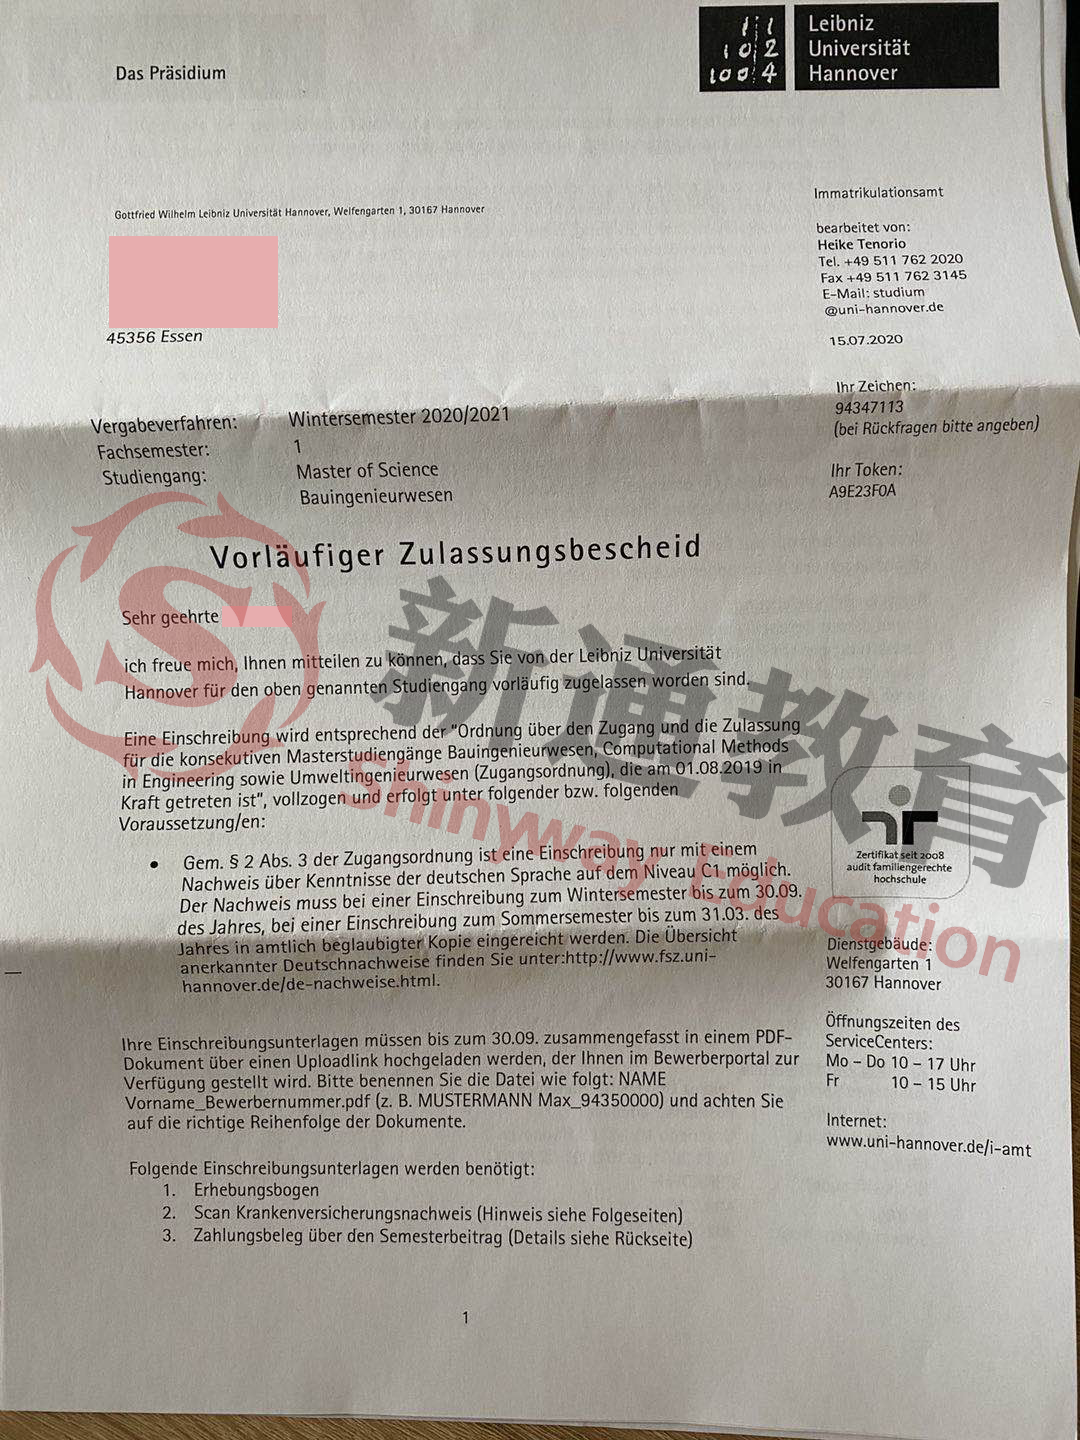 Leibniz
Universität
Hannover
1 1
1 0 2
1 0 0 4
Das Präsidium
Gottfried Wilhelm Leibniz Universität Hannover, Welfengarten 1, 30167 Hannover
45356 Essen
Immatrikulationsamt
bearbeitet von:
Heike Tenorio
Tel. +49 511 762 2020
Fax +49 511 762 3145
E-Mail: studium
@uni-hannover.de
15.07.2020
Ihr Zeichen:
94347113
(bei Rückfragen bitte angeben)
Ihr Token:
A9E23F0A
Vergabeverfahren: Wintersemester 2020/2021
Fachsemester: 1
Studiengang: Master of Science
Bauingenieurwesen
Vorläufiger Zulassungsbescheid
Sehr geehrte
ich freue mich, Ihnen mitteilen zu können, dass Sie von der Leibniz Universität
Hannover für den oben genannten Studiengang vorläufig zugelassen worden sind.
Eine Einschreibung wird entsprechend der "Ordnung über den Zugang und die Zulassung
für die konsekutiven Masterstudiengänge Bauingenieurwesen, Computational Methods
in Engineering sowie Umweltingenieurwesen (Zugangsordnung), die am 01.08.2019 in
Kraft getreten ist", vollzogen und erfolgt unter folgender bzw. folgenden
Voraussetzung/en:
• Gem. § 2 Abs. 3 der Zugangsordnung ist eine Einschreibung nur mit einem
Nachweis über Kenntnisse der deutschen Sprache auf dem Niveau C1 möglich.
Der Nachweis muss bei einer Einschreibung zum Wintersemester bis zum 30.09.
des Jahres, bei einer Einschreibung zum Sommersemester bis zum 31.03. des
Jahres in amtlich beglaubigter Kopie eingereicht werden. Die Übersicht
anerkannter Deutschnachweise finden Sie unter:http://www.fsz.uni-
hannover.de/de-nachweise.html.
Ihre Einschreibungsunterlagen müssen bis zum 30.09. zusammengefasst in einem PDF-
Dokument über einen Uploadlink hochgeladen werden, der Ihnen im Bewerberportal zur
Verfügung gestellt wird. Bitte benennen Sie die Datei wie folgt: NAME
Vorname_Bewerbernummer.pdf (z. B. MUSTERMANN Max_94350000) und achten Sie
auf die richtige Reihenfolge der Dokumente.
Folgende Einschreibungsunterlagen werden benötigt:
1. Erhebungsbogen
2. Scan Krankenversicherungsnachweis (Hinweis siehe Folgeseiten)
3. Zahlungsbeleg über den Semesterbeitrag (Details siehe Rückseite)
Zertifikat seit 2008
audit familiengerechte
hochschule
Dienstgebäude:
Welfengarten 1
30167 Hannover
Öffnungszeiten des
ServiceCenters:
Mo – Do 10 – 17 Uhr
Fr 10 – 15 Uhr
Internet:
www.uni-hannover.de/i-amt
1
新通教育
Shinyway Education